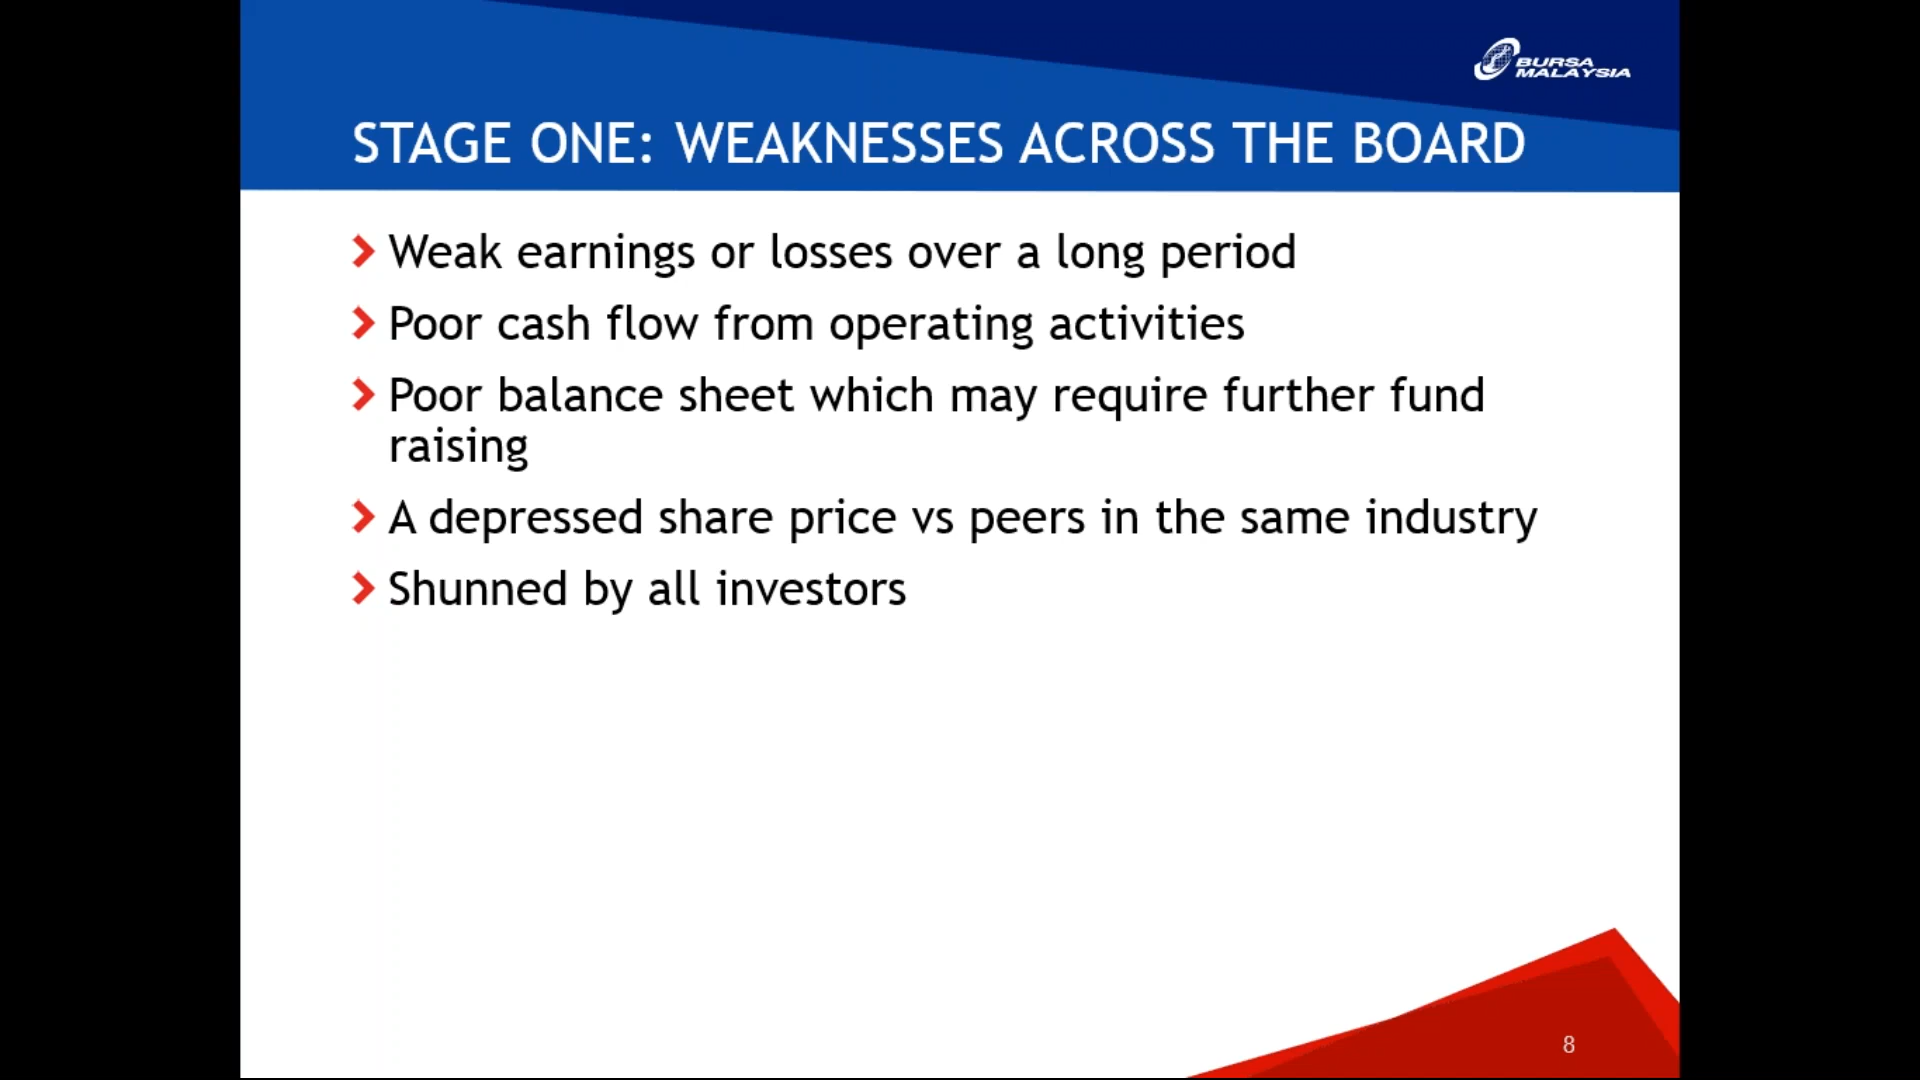 BURSA
MALAYSIA
STAGE ONE: WEAKNESSES ACROSS THE BOARD
Weak earnings or losses over a long period
Poor cash flow from operating activities
Poor balance sheet which may require further fund
raising
A depressed share price vs peers in the same industry
Shunned by all investors
8